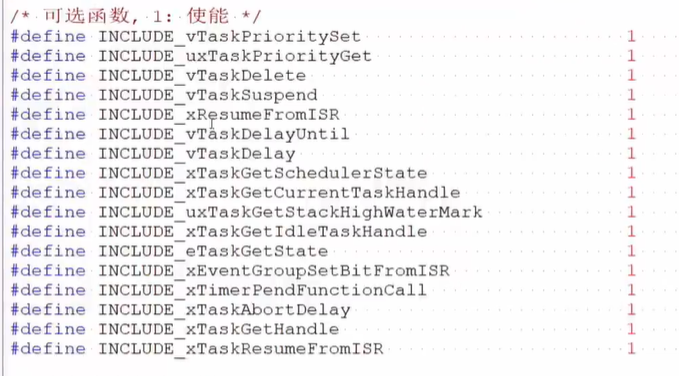 /* 可选函数, 1: 使能 */
#define INCLUDE_vTaskPrioritySet 1
#define INCLUDE_uxTaskPriorityGet 1
#define INCLUDE_vTaskDelete 1
#define INCLUDE_vTaskSuspend 1
#define INCLUDE_xResumeFromISR 1
#define INCLUDE_vTaskDelayUntil 1
#define INCLUDE_vTaskDelay 1
#define INCLUDE_xTaskGetSchedulerState 1
#define INCLUDE_xTaskGetCurrentTaskHandle 1
#define INCLUDE_uxTaskGetStackHighWaterMark 1
#define INCLUDE_xTaskGetIdleTaskHandle 1
#define INCLUDE_eTaskGetState 1
#define INCLUDE_xEventGroupSetBitFromISR 1
#define INCLUDE_xTimerPendFunctionCall 1
#define INCLUDE_xTaskAbortDelay 1
#define INCLUDE_xTaskGetHandle 1
#define INCLUDE_xTaskResumeFromISR 1